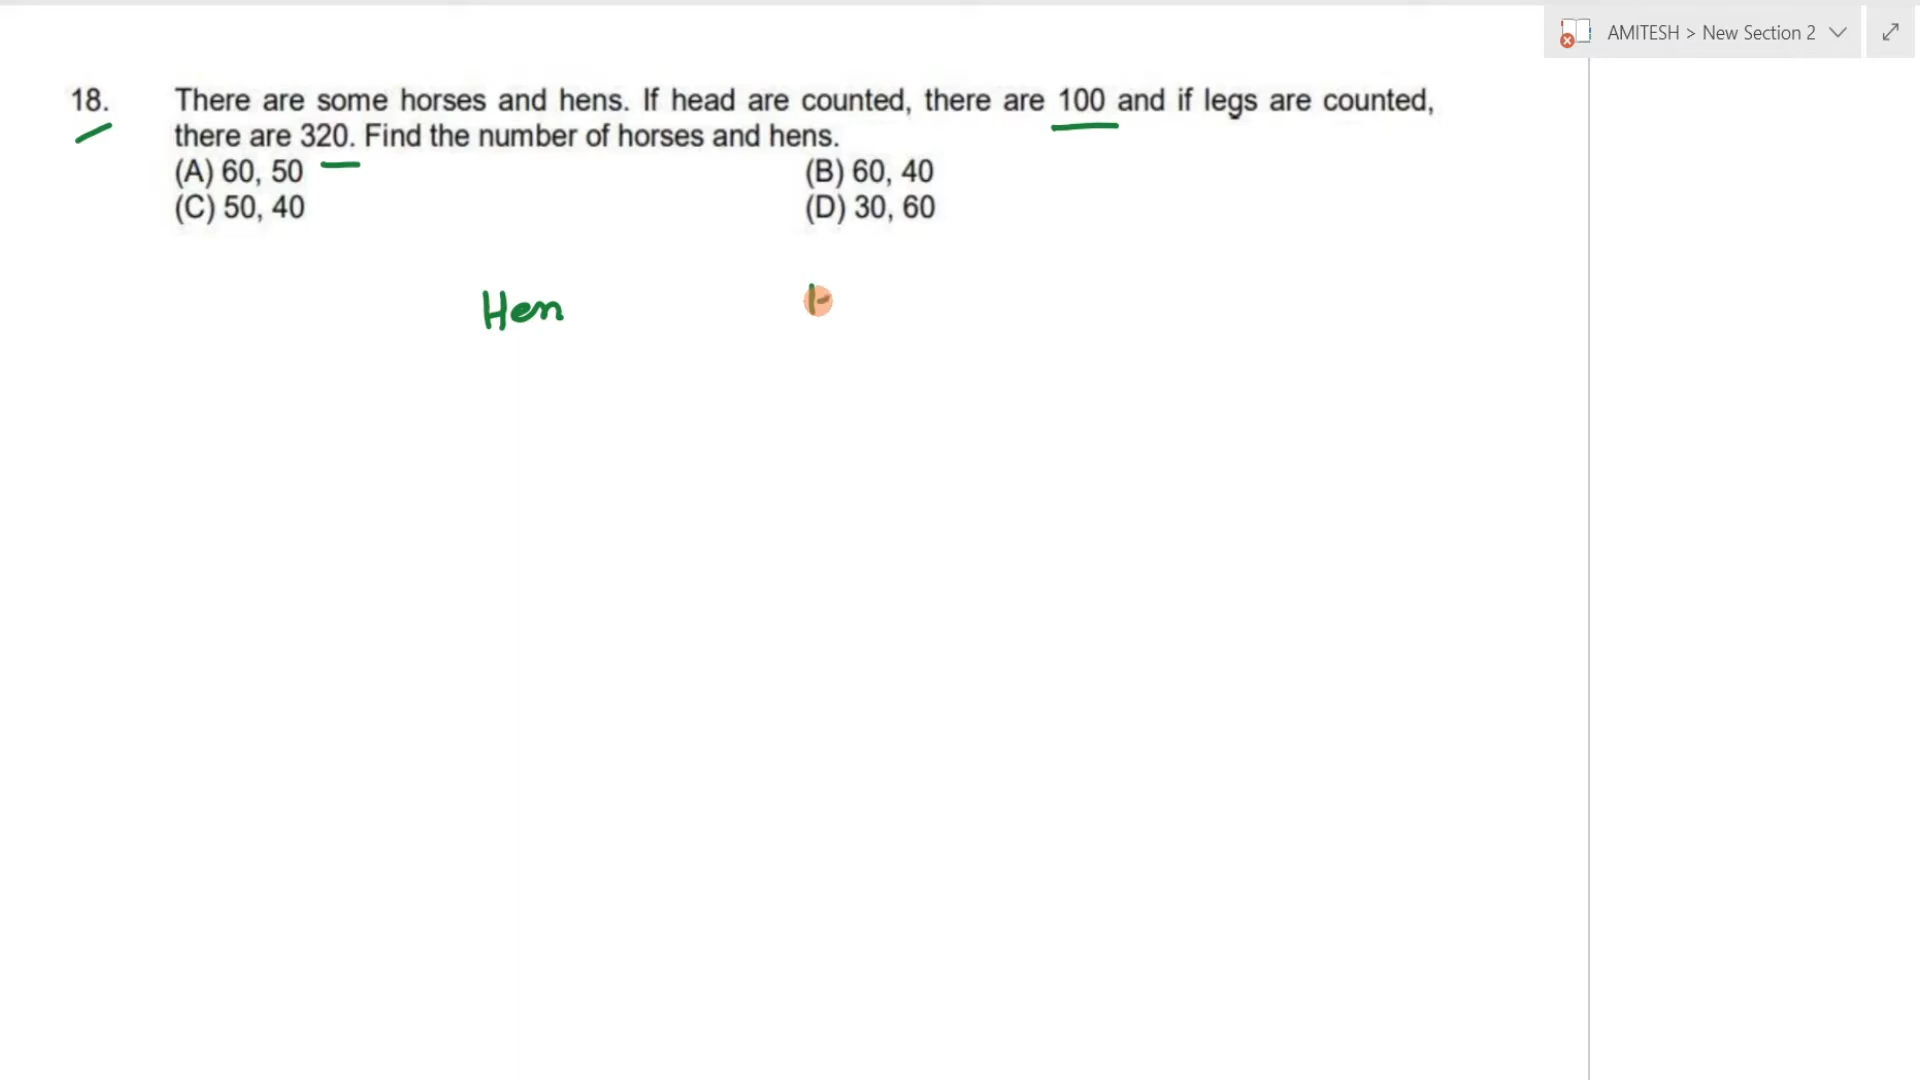 AMITESH > New Section 2
18. There are some horses and hens. If head are counted, there are 100 and if legs are counted,
there are 320. Find the number of horses and hens.
(A) 60, 50 (B) 60, 40
(C) 50, 40 (D) 30, 60
Hen